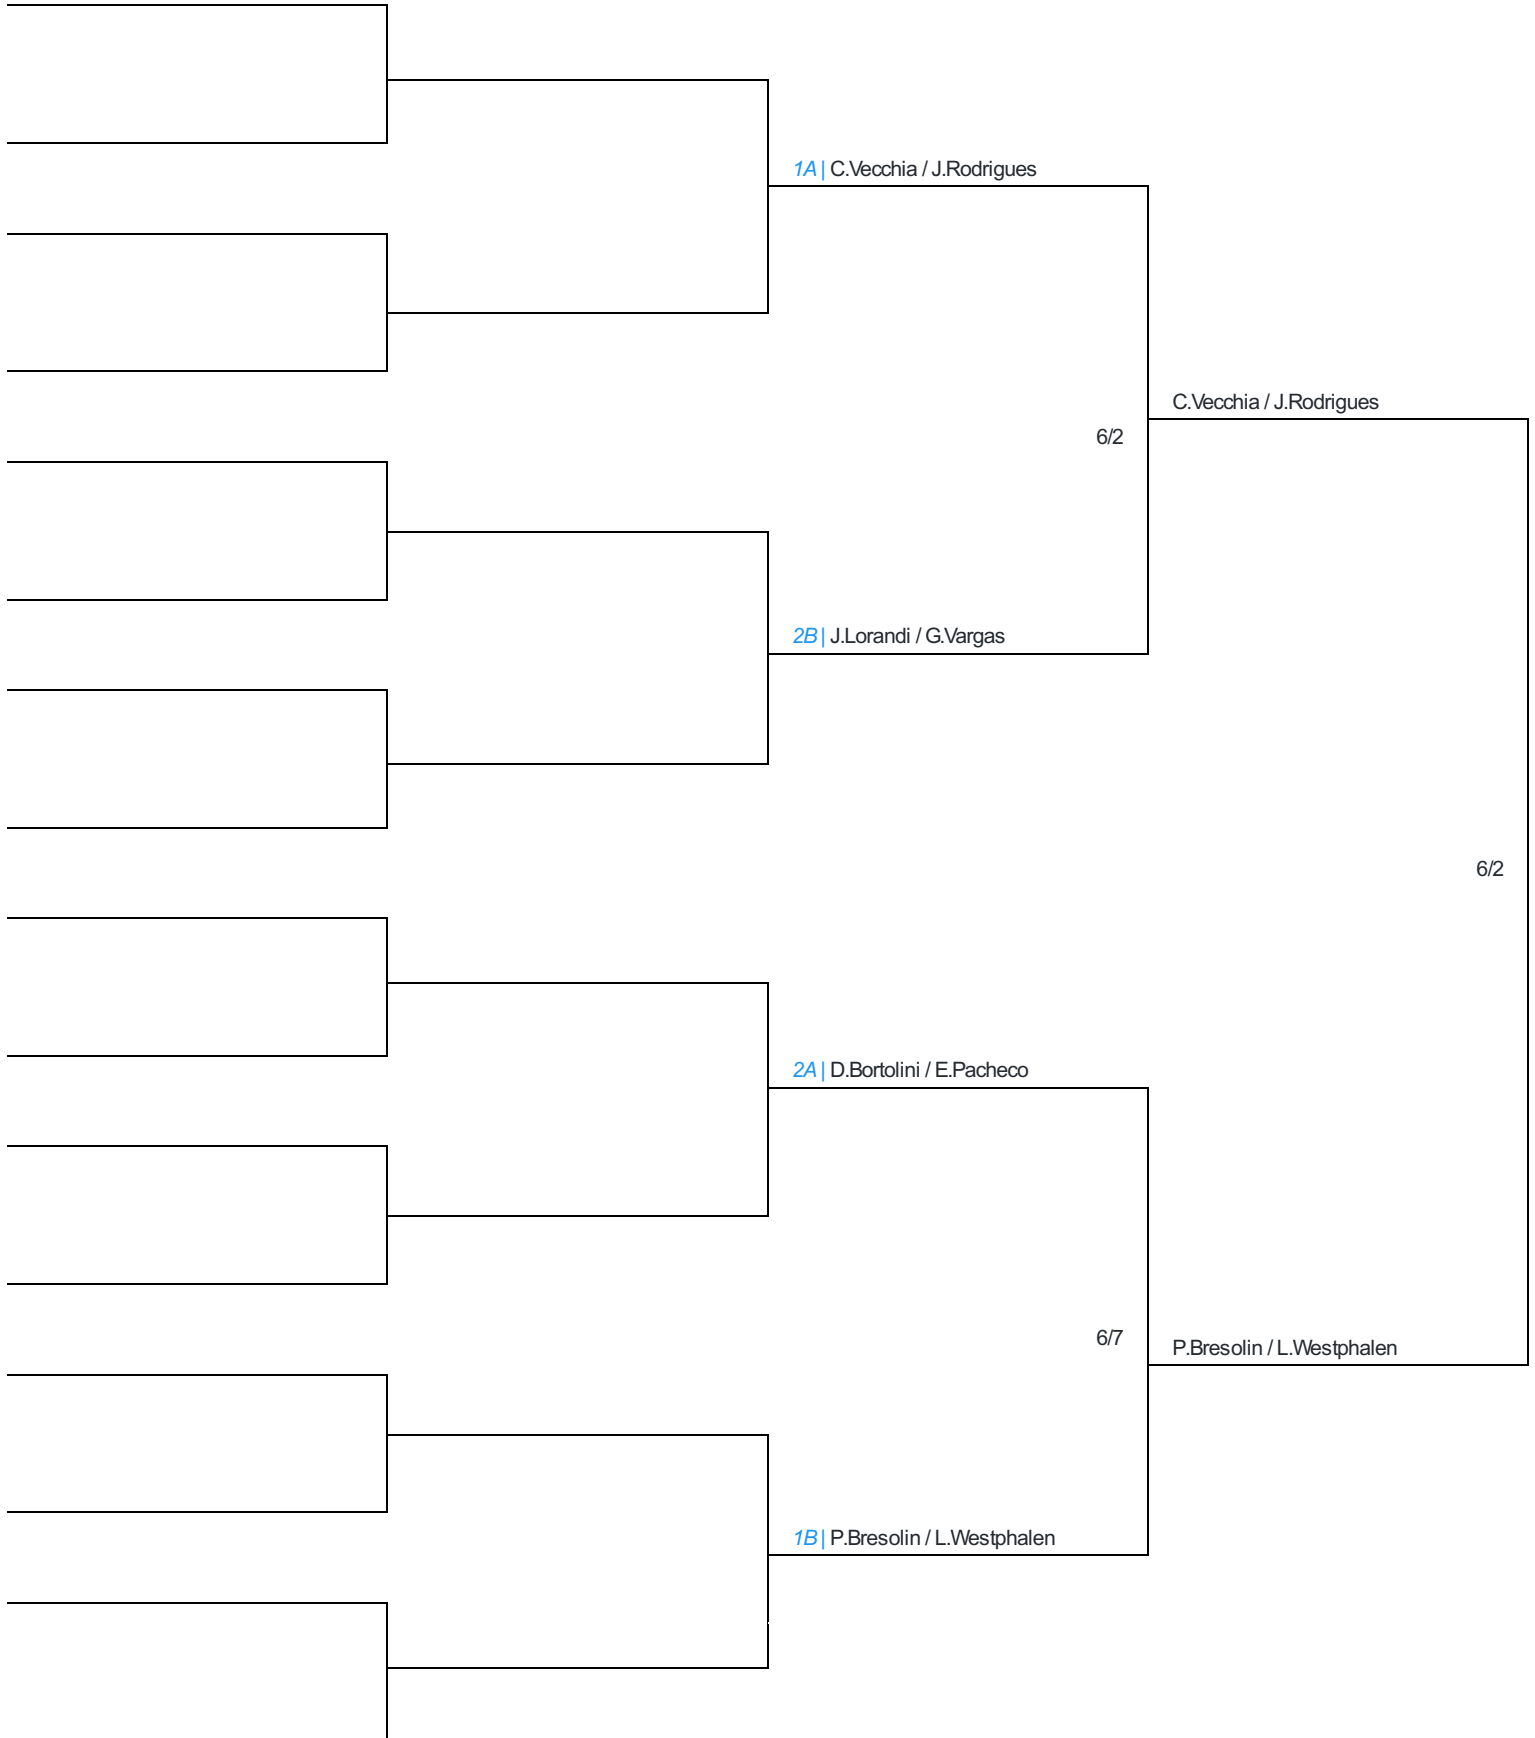 1A | C.Vecchia / J.Rodrigues
C.Vecchia / J.Rodrigues
6/2
2B | J.Lorandi / G.Vargas
6/2
2A | D.Bortolini / E.Pacheco
6/7
P.Bresolin / L.Westphalen
1B | P.Bresolin / L.Westphalen